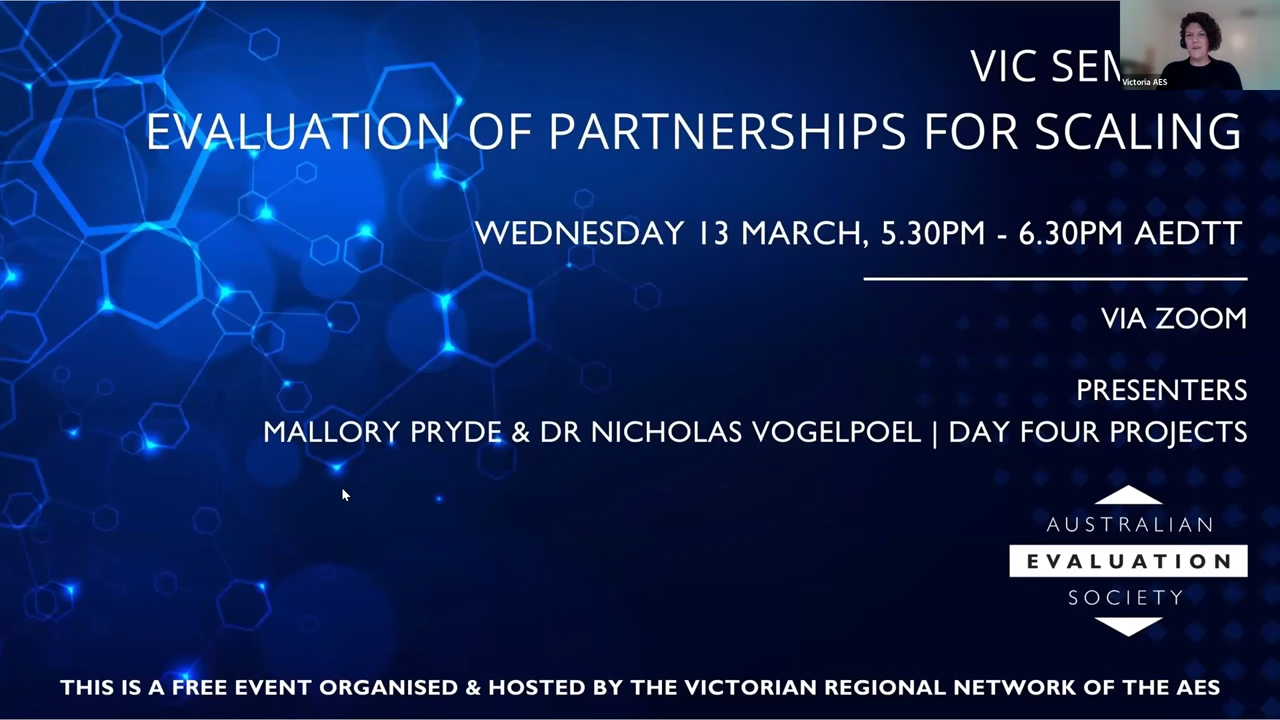 VIC SEM
Victoria AES
EVALUATION OF PARTNERSHIPS FOR SCALING
WEDNESDAY 13 MARCH, 5.30PM - 6.30PM AEDTT
VIA ZOOM
PRESENTERS
MALLORY PRYDE & DR NICHOLAS VOGELPOEL | DAY FOUR PROJECTS
AUSTRALIAN
EVALUATION
SOCIETY
THIS IS A FREE EVENT ORGANISED & HOSTED BY THE VICTORIAN REGIONAL NETWORK OF THE AES